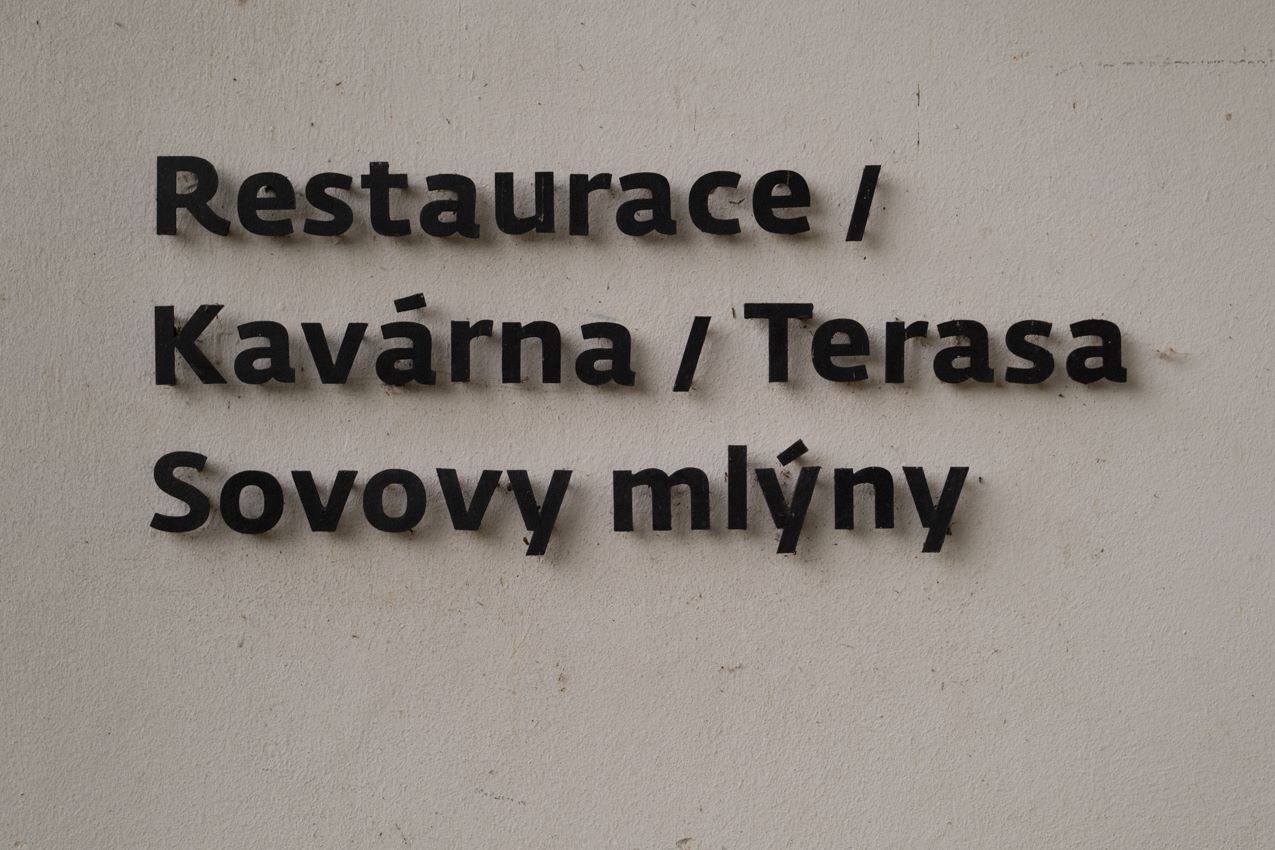 Restaurace /
Kavárna / Terasa
Sovovy mlýny